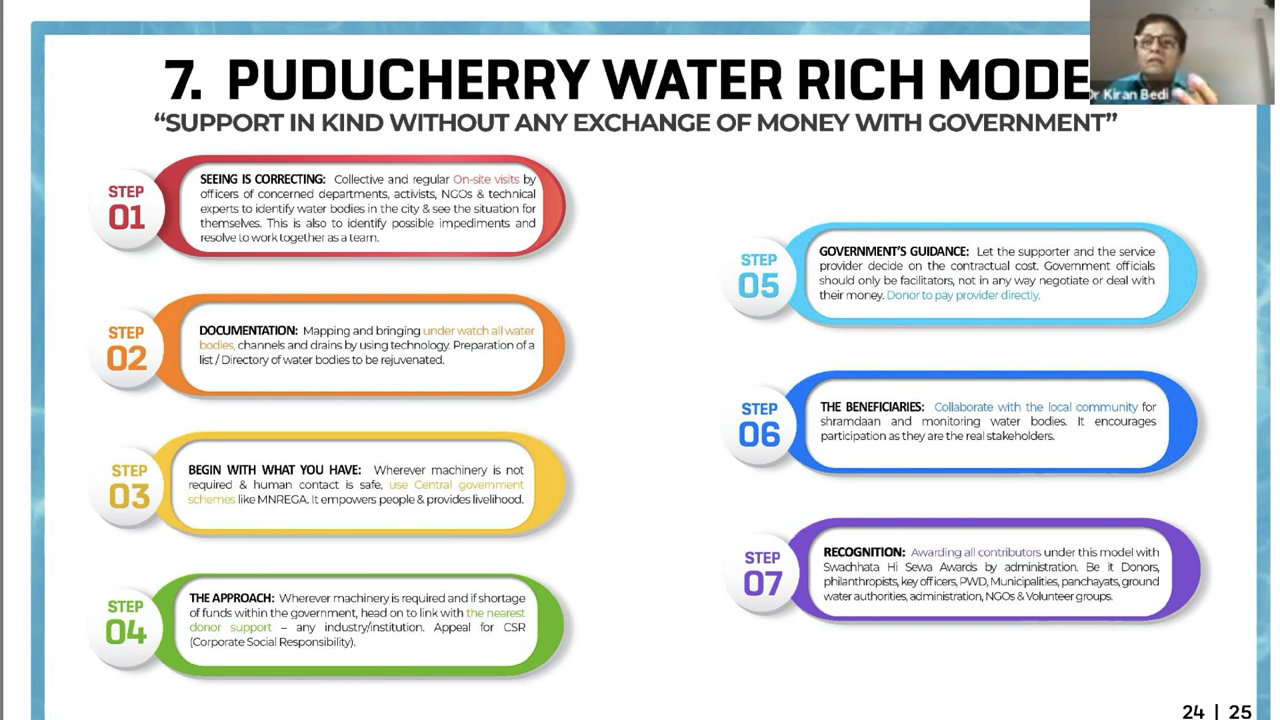 7. PUDUCHERRY WATER RICH MODE
“SUPPORT IN KIND WITHOUT ANY EXCHANGE OF MONEY WITH GOVERNMENT”
STEP
01
SEEING IS CORRECTING: Collective and regular On-site visits by
officers of concerned departments, activists, NGOs & technical
experts to identify water bodies in the city & see the situation for
themselves. This is also to identify possible impediments and
resolve to work together as a team.
STEP
02
DOCUMENTATION: Mapping and bringing under watch all water
bodies, channels and drains by using technology. Preparation of a
list / Directory of water bodies to be rejuvenated.
STEP
03
BEGIN WITH WHAT YOU HAVE: Wherever machinery is not
required & human contact is safe, use Central government
schemes like MNREGA. It empowers people & provides livelihood.
STEP
04
THE APPROACH: Wherever machinery is required and if shortage
of funds within the government, head on to link with the nearest
donor support – any industry/institution. Appeal for CSR
(Corporate Social Responsibility).
STEP
05
GOVERNMENT’S GUIDANCE: Let the supporter and the service
provider decide on the contractual cost. Government officials
should only be facilitators, not in any way negotiate or deal with
their money. Donor to pay provider directly.
STEP
06
THE BENEFICIARIES: Collaborate with the local community for
shramdaan and monitoring water bodies. It encourages
participation as they are the real stakeholders.
STEP
07
RECOGNITION: Awarding all contributors under this model with
Swachhata Hi Sewa Awards by administration. Be it Donors,
philanthropists, key officers, PWD, Municipalities, panchayats, ground
water authorities, administration, NGOs & Volunteer groups.
Dr Kiran Bedi
24 | 25